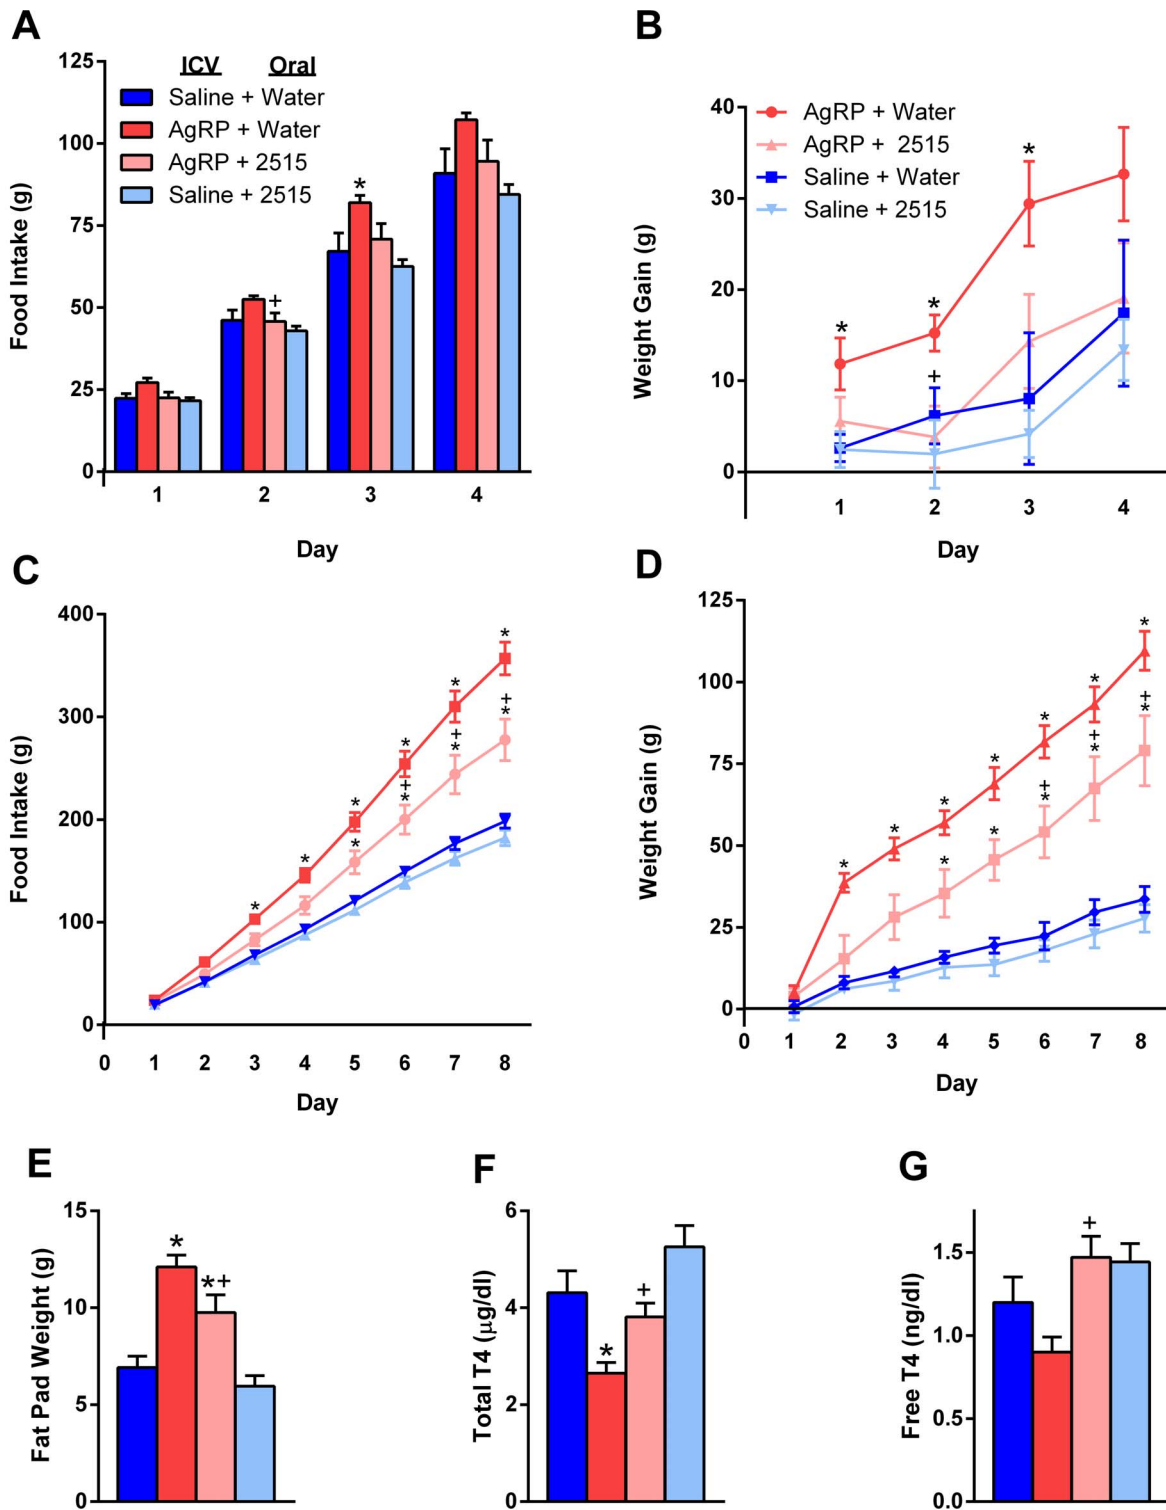 A
ICV Oral
Saline + Water
AgRP + Water
AgRP + 2515
Saline + 2515
Food Intake (g)
125
100
75
50
25
0
*
+
1 2 3 4
Day
B
AgRP + Water
AgRP + 2515
Saline + Water
Saline + 2515
Weight Gain (g)
40
30
20
10
0
*
*
*
+
1 2 3 4
Day
C
Food Intake (g)
400
300
200
100
0
* * * * * *
* + * + * + *
0 1 2 3 4 5 6 7 8
Day
D
Weight Gain (g)
125
100
75
50
25
0
* * * * * * *
* * + * + * + *
0 1 2 3 4 5 6 7 8
Day
E
Fat Pad Weight (g)
15
10
5
0
*
*+
F
Total T4 (µg/dl)
6
4
2
0
*
+
G
Free T4 (ng/dl)
1.5
1.0
0.5
0
+